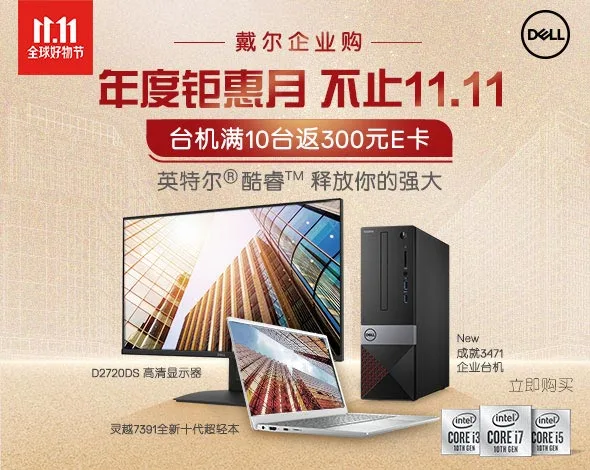 11.11
全球好物节
戴尔企业购
DELL
年度钜惠月 不止11.11
台机满10台返300元E卡
英特尔®酷睿™ 释放你的强大
DELL
New
成就3471
企业台机
D2720DS 高清显示器
立即购买
灵越7391全新十代超轻本
intel
CORE i3
10TH GEN
intel
CORE i7
10TH GEN
intel
CORE i5
10TH GEN